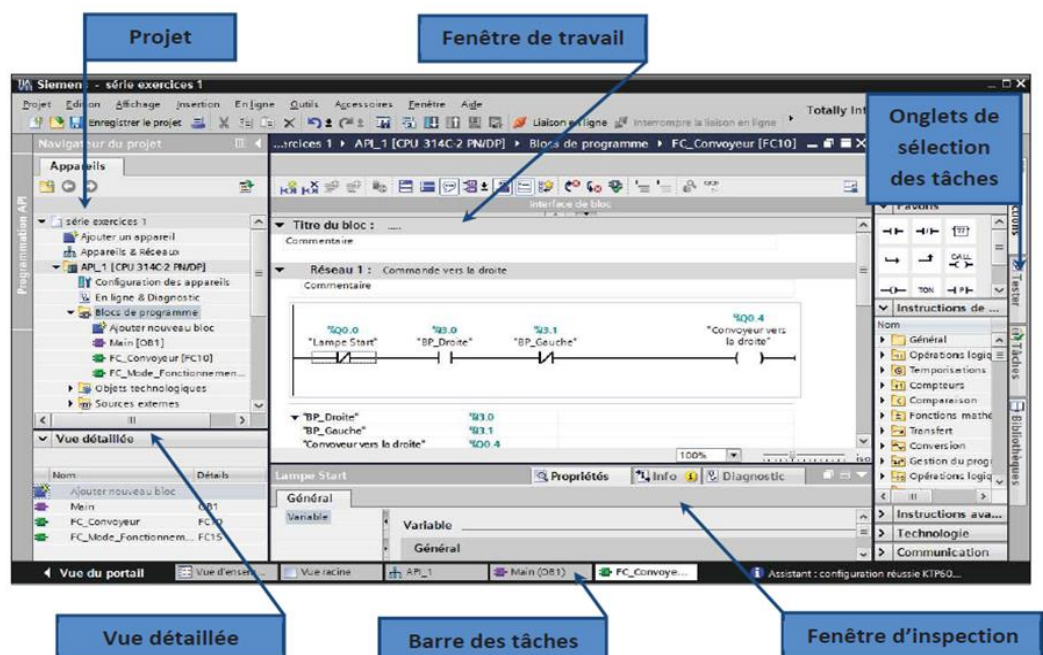 Projet
Fenêtre de travail
Siemens - série exercices 1
Projet Edition Affichage Insertion En ligne Outils Accessoires Fenêtre Aide
Totally Int
Enregistrer le projet
Liaison en ligne
Interrompre la liaison en ligne
Onglets de
sélection
des tâches
Navigateur du projet
...rcices 1 API_1 [CPU 314C-2 PN/DP] Blocs de programme FC_Convoyeur [FC10]
Appareils
Programmation API
Interface de bloc
Favoris
série exercices 1
Ajouter un appareil
Appareils & Réseaux
API_1 [CPU 314C-2 PN/DP]
Configuration des appareils
En ligne & Diagnostic
Blocs de programme
Ajouter nouveau bloc
Main [OB1]
FC_Convoyeur [FC10]
FC_Mode_Fonctionnemen...
Objets technologiques
Sources externes
Vue détaillée
Nom Détails
Ajouter nouveau bloc
Main OB1
FC_Convoyeur FC10
FC_Mode_Fonctionnem... FC15
Titre du bloc : ....
Commentaire
Réseau 1 : Commande vers la droite
Commentaire
%Q0.0 %I3.0 %I3.1 %Q0.4
"Lampe Start" "BP_Droite" "BP_Gauche" "Convoyeur vers
la droite"
"BP_Droite" %I3.0
"BP_Gauche" %I3.1
"Convoyeur vers la droite" %Q0.4
100%
Lampe Start
Propriétés Info Diagnostic
Général
Variable
Variable
Général
CALL
TON P
Instructions de ...
Nom
Général
Opérations logiq
Temporisations
Compteurs
Comparaison
Fonctions mathé
Transfert
Conversion
Gestion du progr
Opérations logiq
Instructions ava...
Technologie
Communication
Tester
Tâches
Bibliothèques
Vue du portail
Vue d'ensem...
Vue racine
API_1
Main (OB1)
FC_Convoye...
Assistant : configuration réussie KTP60...
Vue détaillée
Barre des tâches
Fenêtre d'inspection